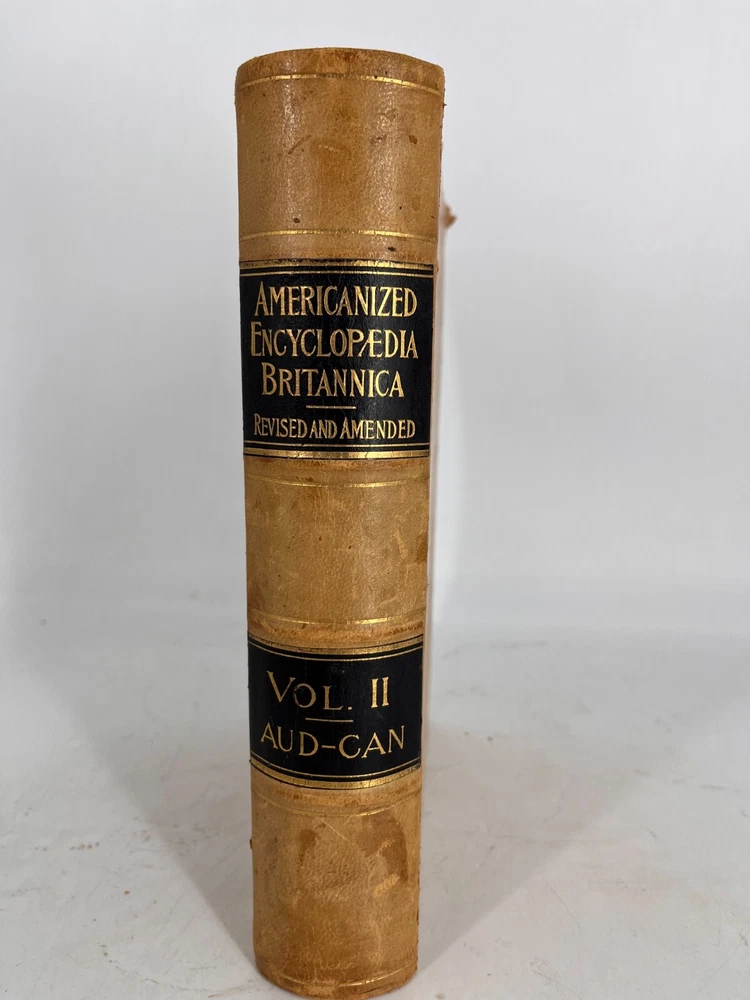 AMERICANIZED
ENCYCLOPÆDIA
BRITANNICA
REVISED AND AMENDED
VOL. II
AUD-CAN